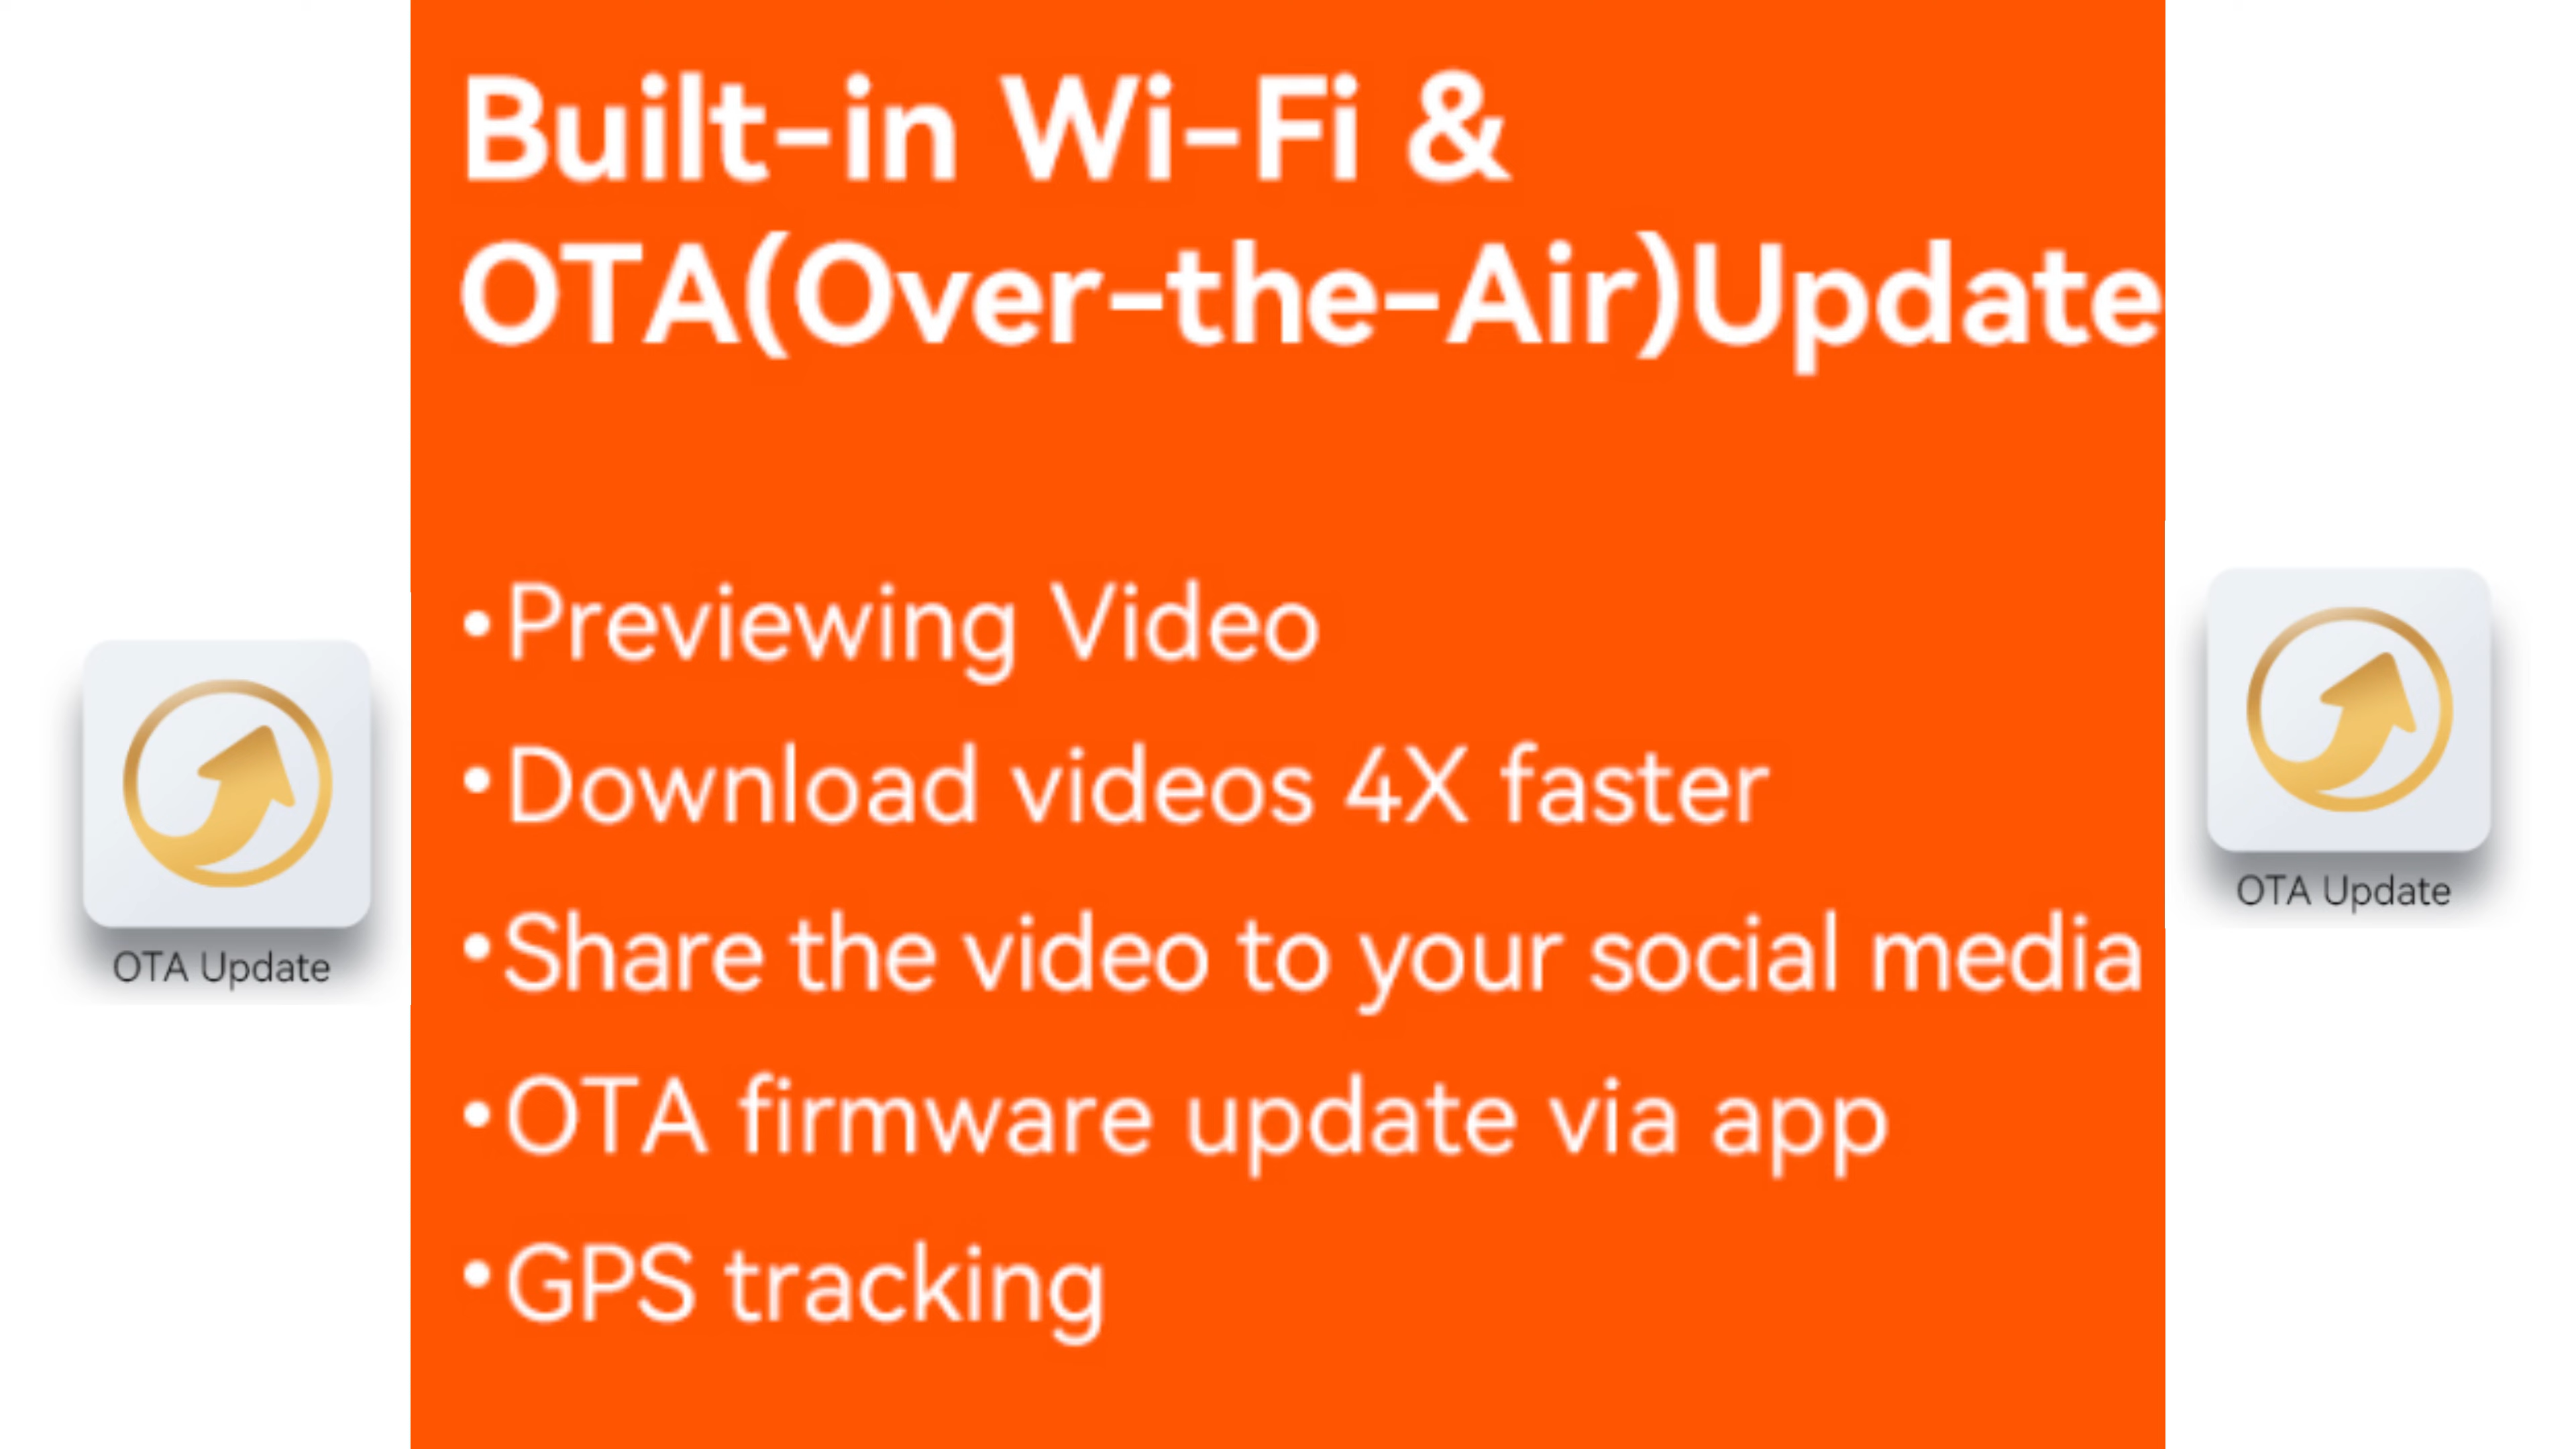 Built-in Wi-Fi &
OTA(Over-the-Air)Update
•Previewing Video
•Download videos 4X faster
•Share the video to your social media
•OTA firmware update via app
•GPS tracking
OTA Update
OTA Update